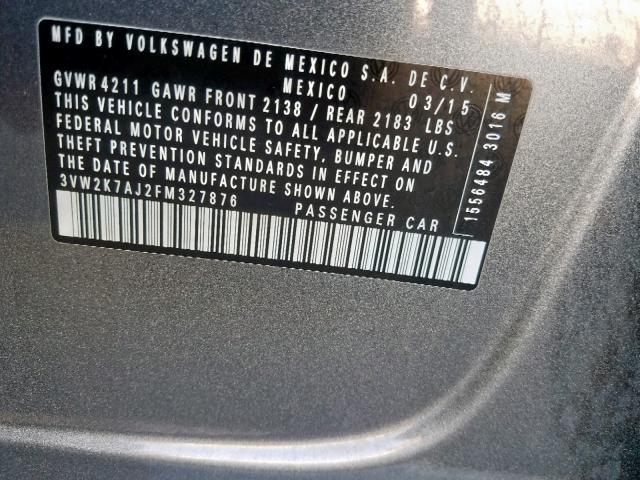 MFD BY VOLKSWAGEN DE MEXICO S.A. DE C.V.
MEXICO 03/15
GVWR 4211 GAWR FRONT 2138 / REAR 2183 LBS
THIS VEHICLE CONFORMS TO ALL APPLICABLE U.S.
FEDERAL MOTOR VEHICLE SAFETY, BUMPER AND
THEFT PREVENTION STANDARDS IN EFFECT ON
THE DATE OF MANUFACTURE SHOWN ABOVE.
3VW2K7AJ2FM327876 PASSENGER CAR
1556484 3016 M